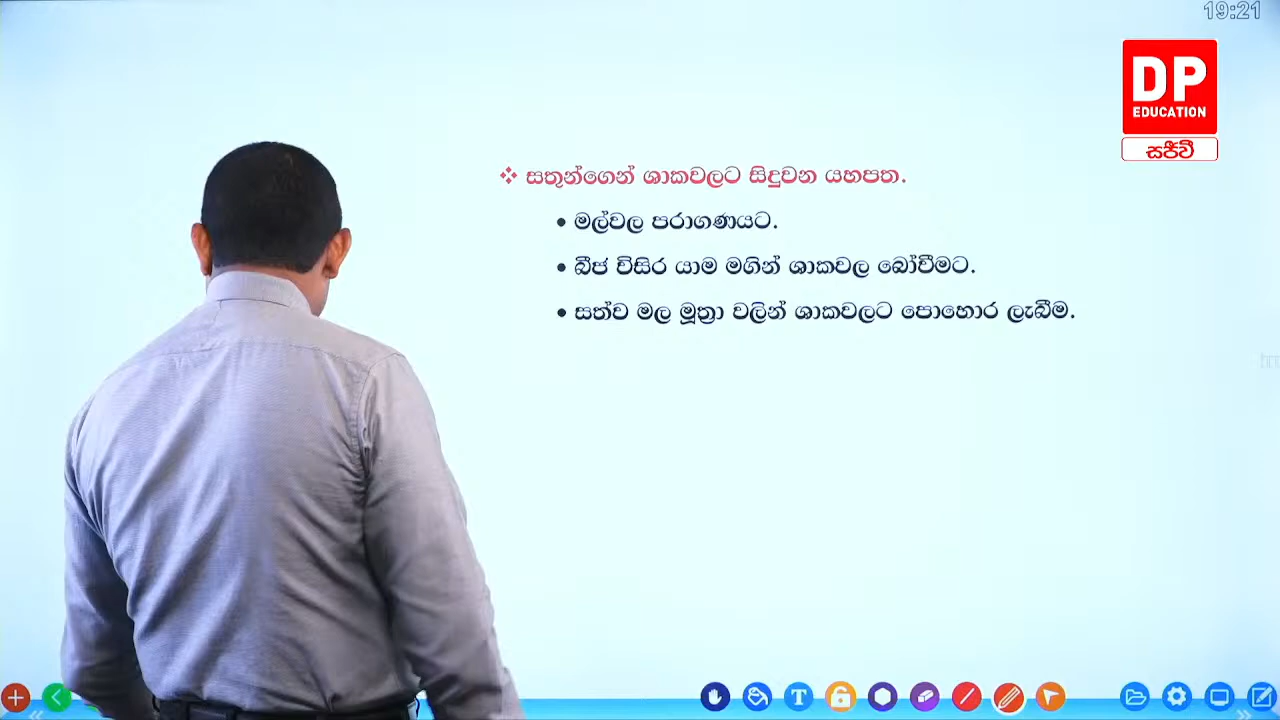 19:21
DP
EDUCATION
සජීවී
❖ සතුන්ගෙන් ශාකවලට සිදුවන යහපත.
• මල්වල පරාගණයට.
• බීජ විසිර යාම මගින් ශාකවල බෝවීමට.
• සත්ව මල මූත්‍රා වලින් ශාකවලට පොහොර ලැබීම.
T